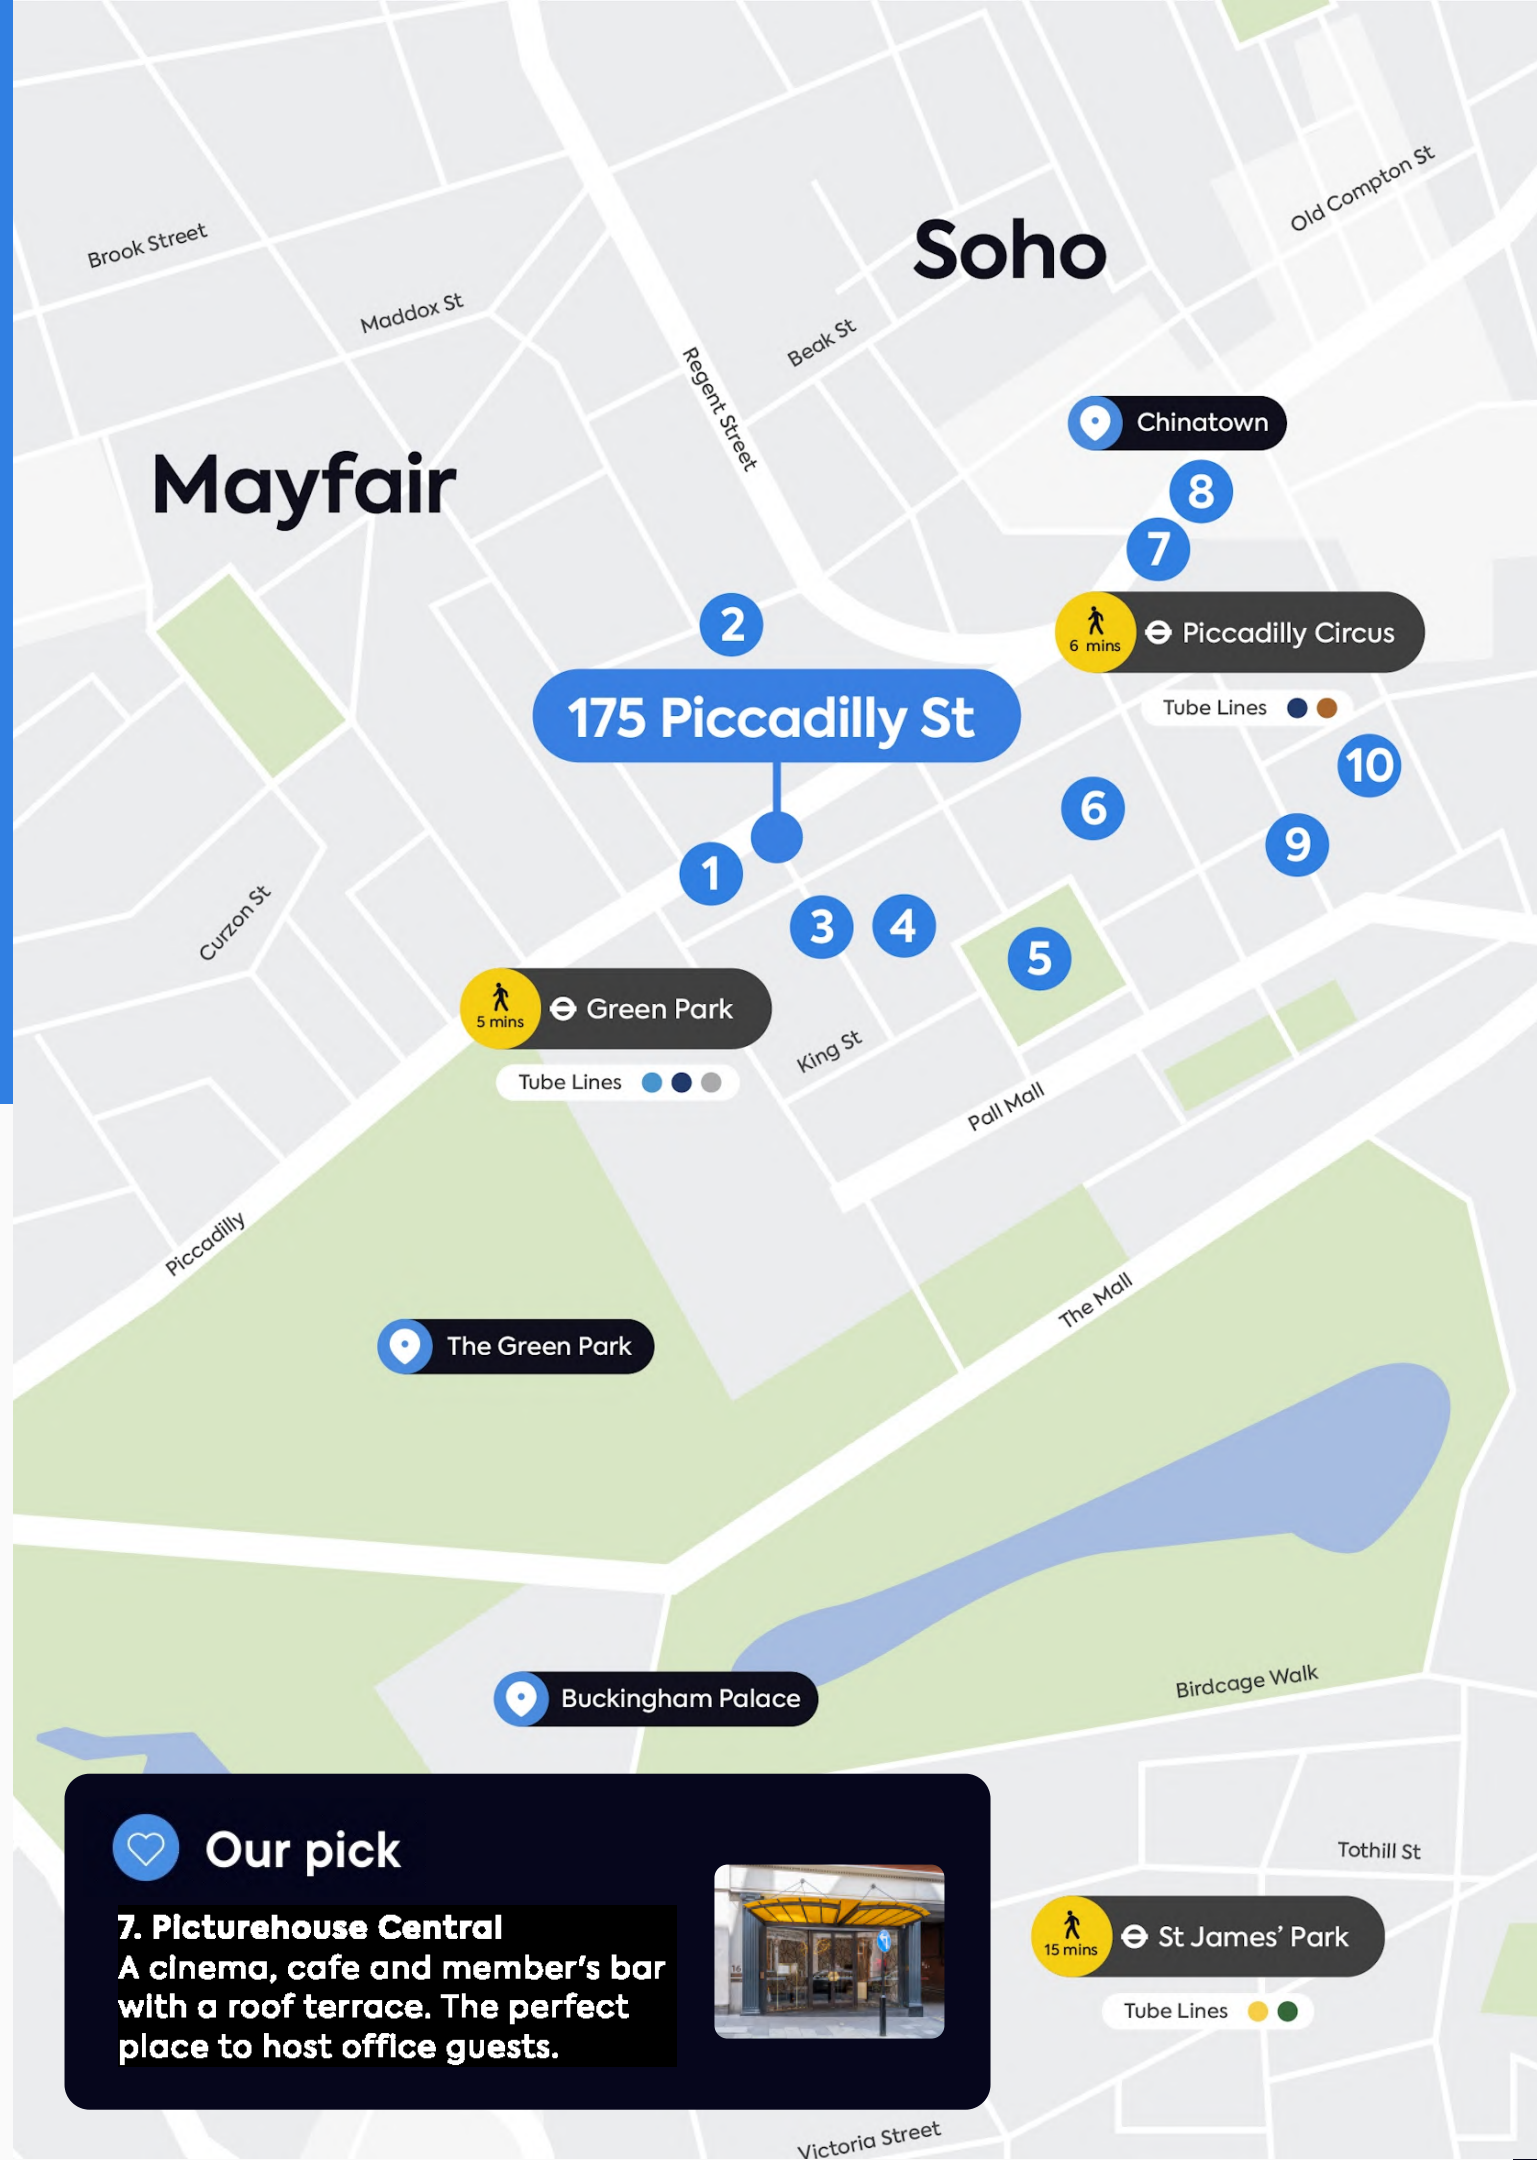 Old Compton St
Soho
Brook Street
Maddox St
Beak St
Regent Street
Chinatown
Mayfair
8
7
2
6 mins
Piccadilly Circus
175 Piccadilly St
Tube Lines
10
6
9
1
Curzon St
3
4
5
5 mins
Green Park
King St
Tube Lines
Pall Mall
Piccadilly
The Mall
The Green Park
Birdcage Walk
Buckingham Palace
Our pick
Tothill St
7. Picturehouse Central
A cinema, cafe and member's bar
with a roof terrace. The perfect
place to host office guests.
16
15 mins
St James' Park
Tube Lines
Victoria Street